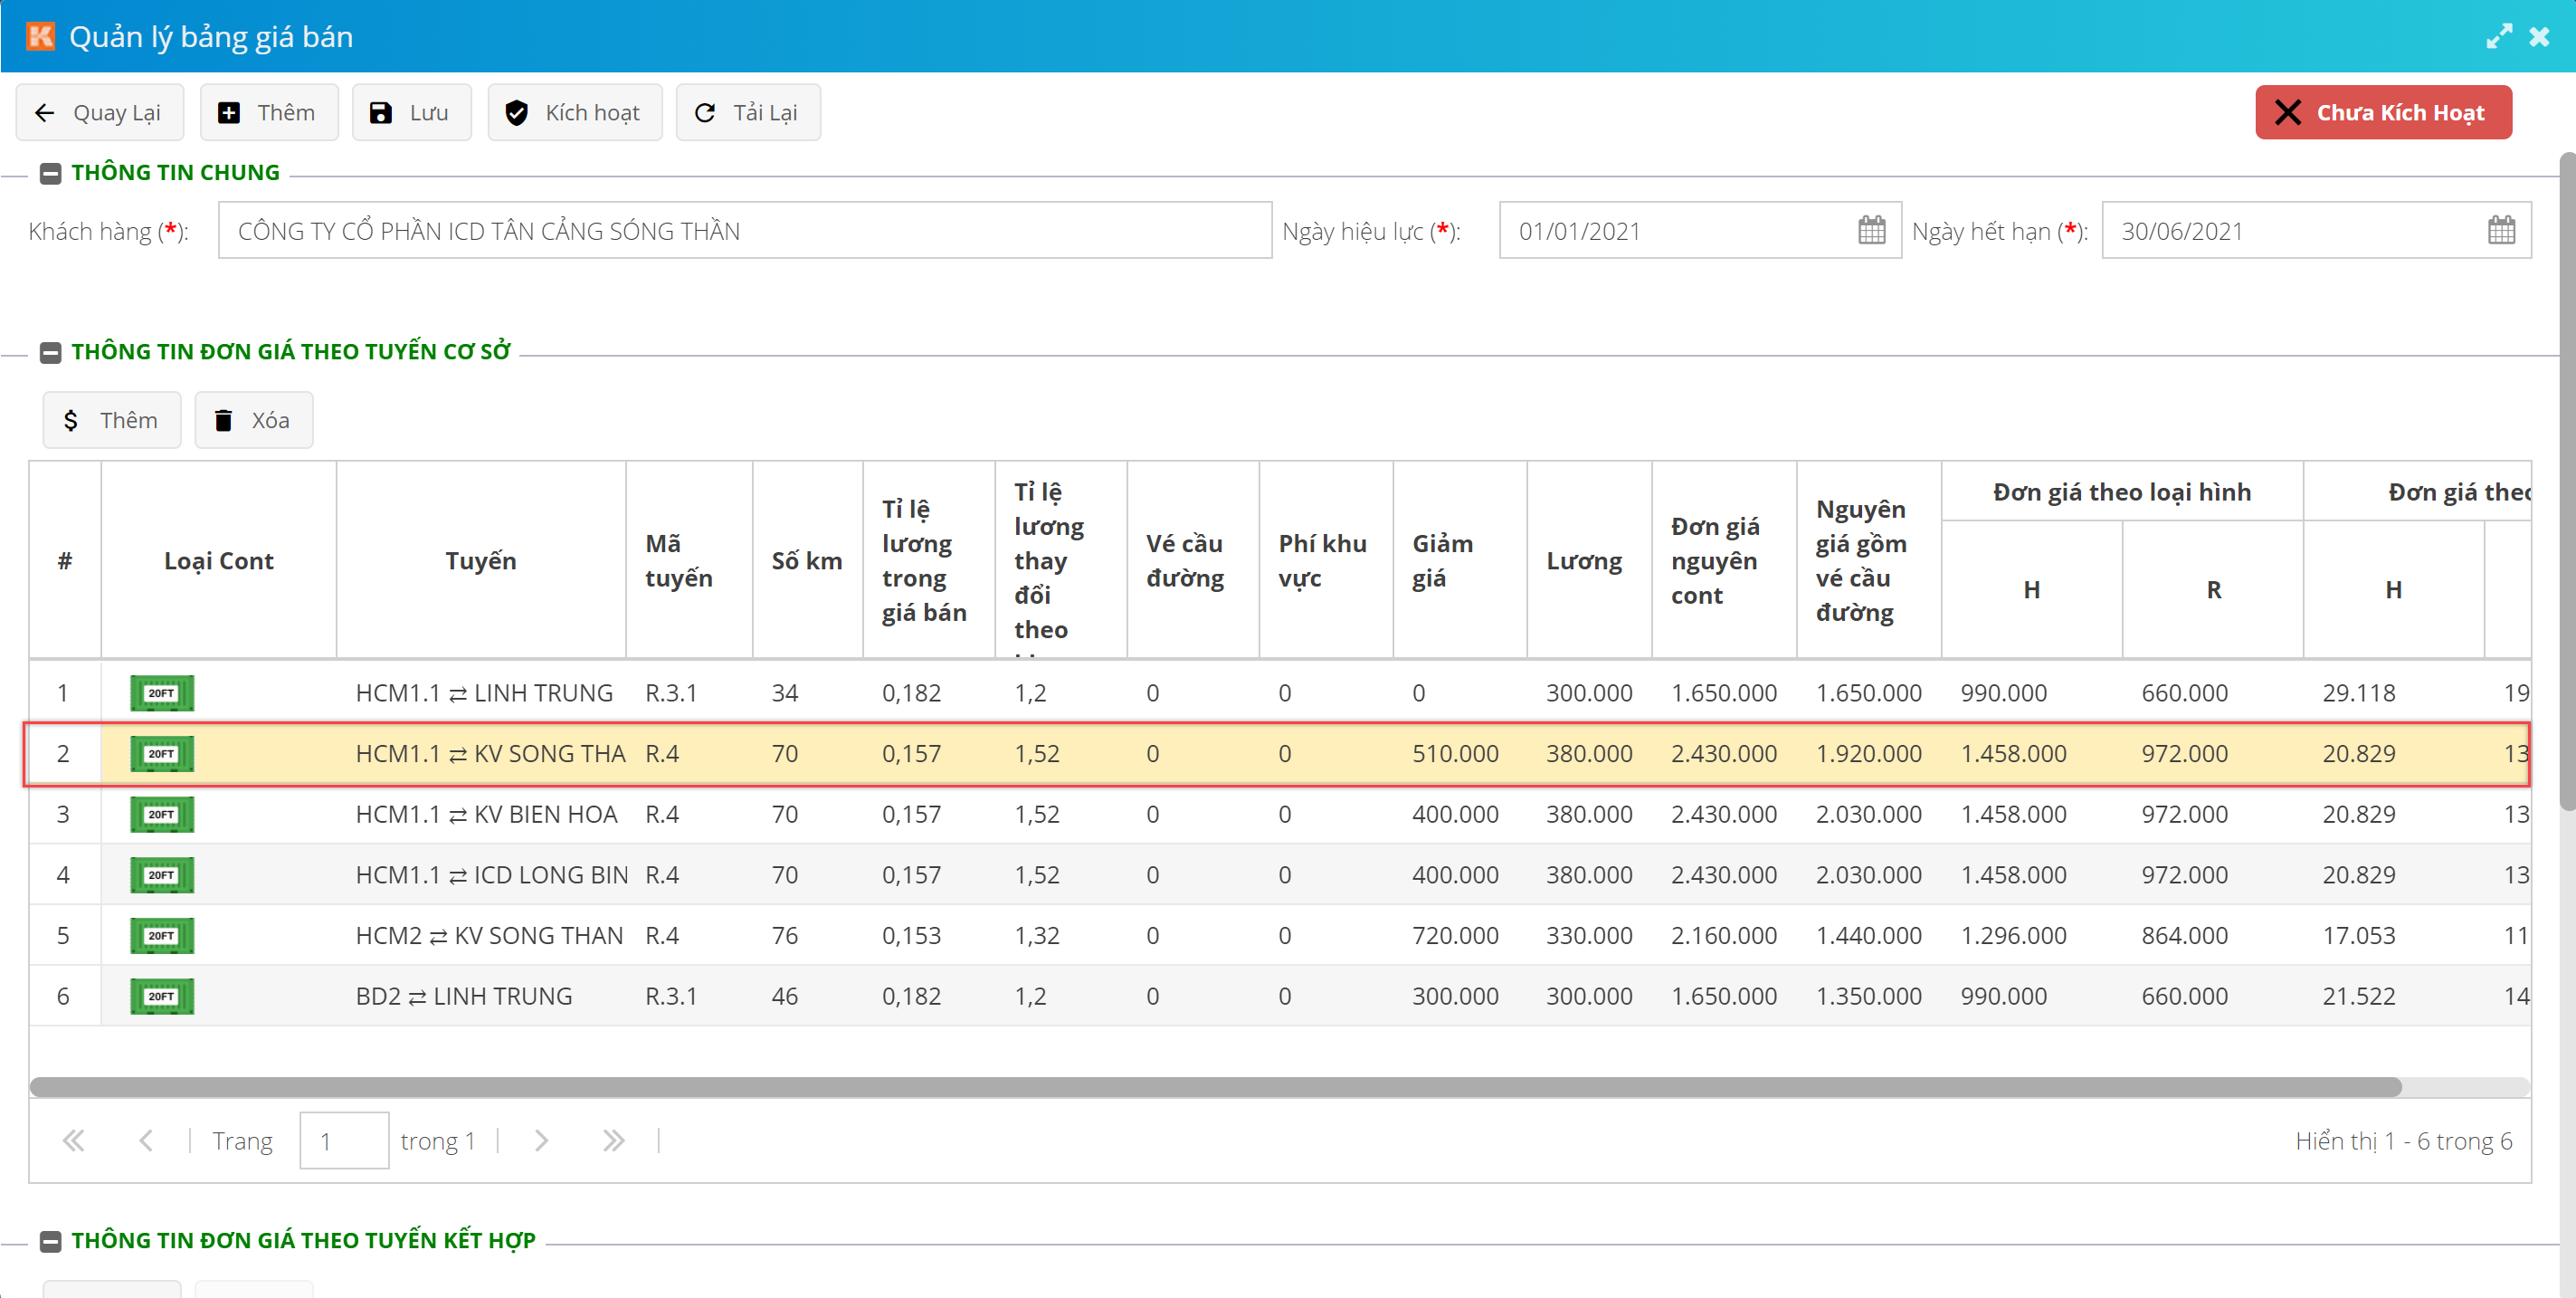 Quản lý bảng giá bán
Quay Lại Thêm Lưu Kích hoạt Tải Lại Chưa Kích Hoạt
THÔNG TIN CHUNG
Khách hàng (*): CÔNG TY CỔ PHẦN ICD TÂN CẢNG SÓNG THẦN Ngày hiệu lực (*): 01/01/2021 Ngày hết hạn (*): 30/06/2021
THÔNG TIN ĐƠN GIÁ THEO TUYẾN CƠ SỞ
Thêm Xóa
# Loại Cont Tuyến Mã tuyến Số km Tỉ lệ lương trong giá bán Tỉ lệ lương thay đổi theo Vé cầu đường Phí khu vực Giảm giá Lương Đơn giá nguyên cont Nguyên giá gồm vé cầu đường Đơn giá theo loại hình Đơn giá theo
H R H
1 20FT HCM1.1 ⇄ LINH TRUNG R.3.1 34 0,182 1,2 0 0 0 300.000 1.650.000 1.650.000 990.000 660.000 29.118 19
2 20FT HCM1.1 ⇄ KV SONG THA R.4 70 0,157 1,52 0 0 510.000 380.000 2.430.000 1.920.000 1.458.000 972.000 20.829 13
3 20FT HCM1.1 ⇄ KV BIEN HOA R.4 70 0,157 1,52 0 0 400.000 380.000 2.430.000 2.030.000 1.458.000 972.000 20.829 13
4 20FT HCM1.1 ⇄ ICD LONG BIN R.4 70 0,157 1,52 0 0 400.000 380.000 2.430.000 2.030.000 1.458.000 972.000 20.829 13
5 20FT HCM2 ⇄ KV SONG THAN R.4 76 0,153 1,32 0 0 720.000 330.000 2.160.000 1.440.000 1.296.000 864.000 17.053 11
6 20FT BD2 ⇄ LINH TRUNG R.3.1 46 0,182 1,2 0 0 300.000 300.000 1.650.000 1.350.000 990.000 660.000 21.522 14
Trang 1 trong 1 Hiển thị 1 - 6 trong 6
THÔNG TIN ĐƠN GIÁ THEO TUYẾN KẾT HỢP